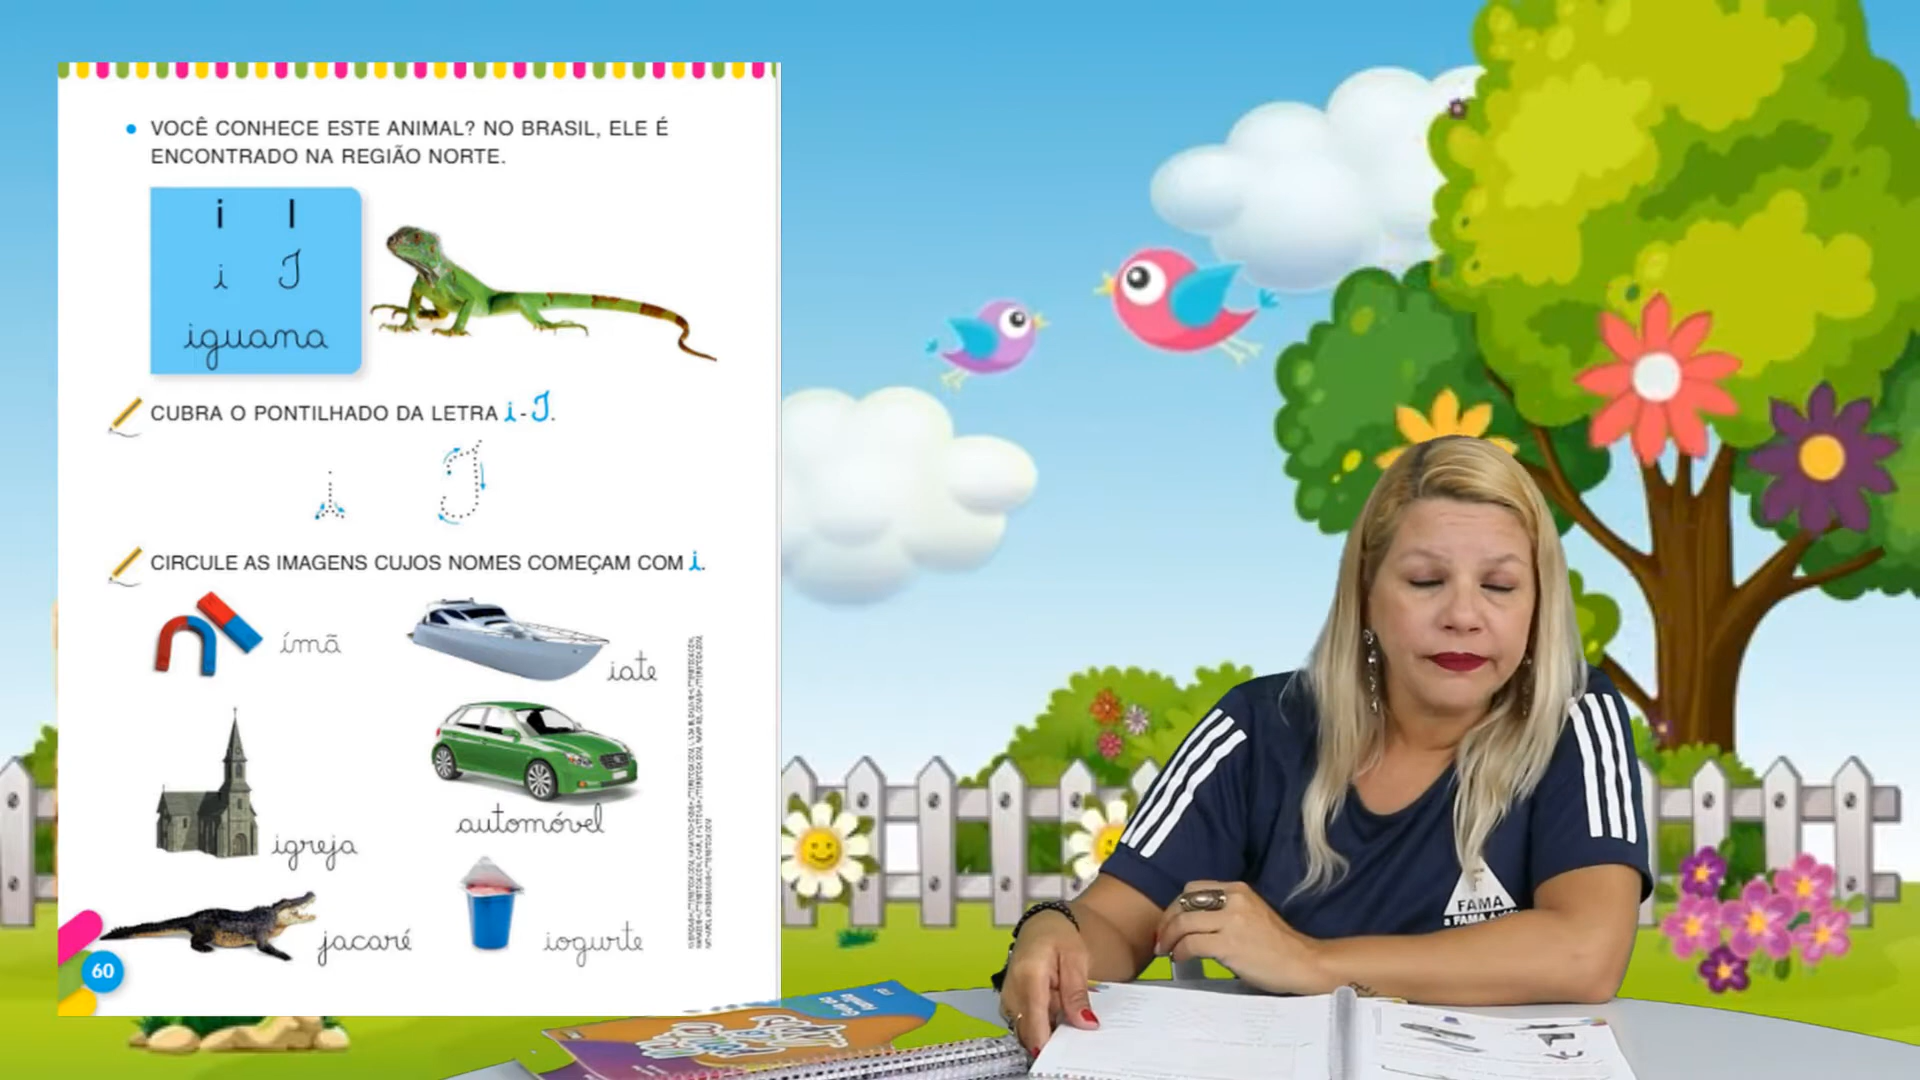 VOCÊ CONHECE ESTE ANIMAL? NO BRASIL, ELE É
ENCONTRADO NA REGIÃO NORTE.
i I
i I
iguana
CUBRA O PONTILHADO DA LETRA i - I.
i I
CIRCULE AS IMAGENS CUJOS NOMES COMEÇAM COM i.
ímã
iate
igreja
automóvel
jacaré
iogurte
60
FAMA
a FAMA é